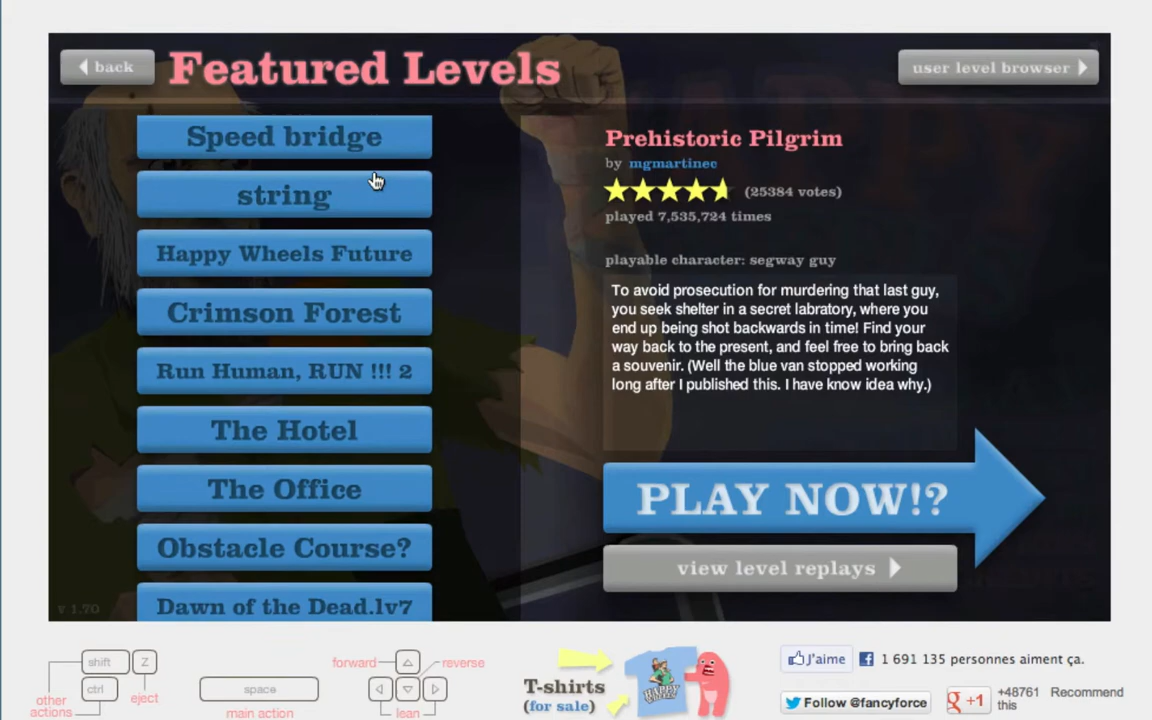 back
Featured Levels
user level browser
Speed bridge
string
Happy Wheels Future
Crimson Forest
Run Human, RUN !!! 2
The Hotel
The Office
Obstacle Course?
Dawn of the Dead.lv7
v 1.70
Prehistoric Pilgrim
by mgmartinec
(25384 votes)
played 7,535,724 times
playable character: segway guy
To avoid prosecution for murdering that last guy,
you seek shelter in a secret labratory, where you
end up being shot backwards in time! Find your
way back to the present, and feel free to bring back
a souvenir. (Well the blue van stopped working
long after I published this. I have know idea why.)
PLAY NOW!?
view level replays
shift
Z
ctrl
eject
other
actions
space
main action
forward
reverse
lean
T-shirts
(for sale)
HAPPY WHEELS
J'aime
1 691 135 personnes aiment ça.
Follow @fancyforce
g +1
+48761 Recommend
this